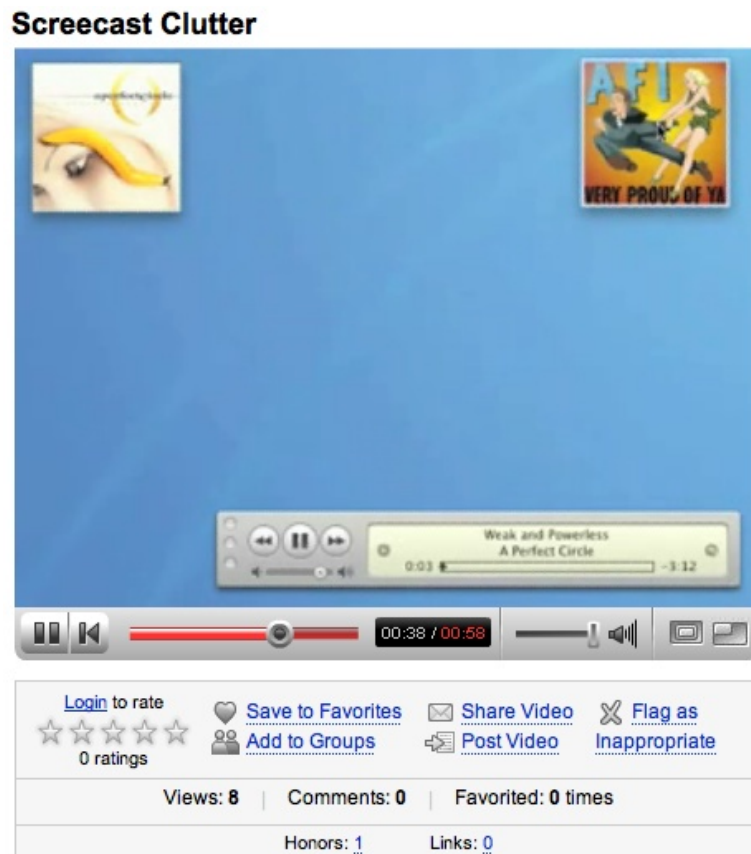 Screecast Clutter
aperfectcircle
AFI
VERY PROUD OF YA
Weak and Powerless
A Perfect Circle
0:03
-3:12
00:38 / 00:58
Login to rate
0 ratings
Save to Favorites
Add to Groups
Share Video
Post Video
Flag as
Inappropriate
Views: 8 | Comments: 0 | Favorited: 0 times
Honors: 1 Links: 0